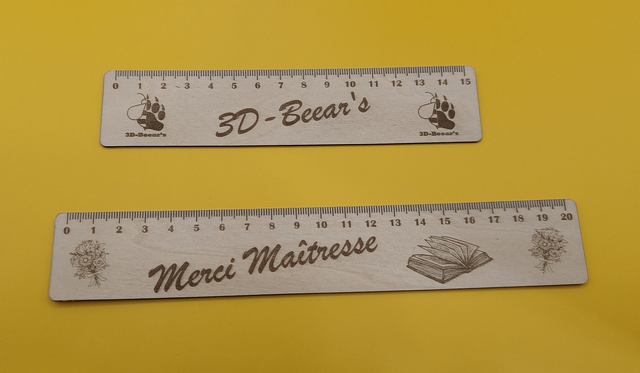 0 1 2 3 4 5 6 7 8 9 10 11 12 13 14 15
3D-Beear's 3D-Beear's 3D-Beear's
0 1 2 3 4 5 6 7 8 9 10 11 12 13 14 15 16 17 18 19 20
Merci Maîtresse